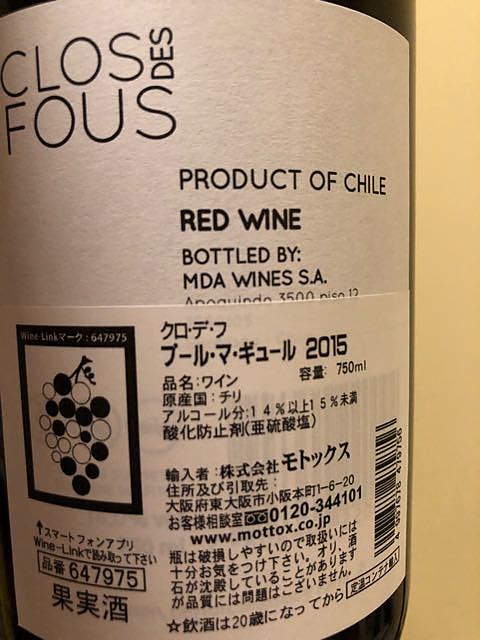 CLOS DES
FOUS
PRODUCT OF CHILE
RED WINE
BOTTLED BY:
MDA WINES S.A.
Apoquindo 3500 piso 12
Wine-Linkマーク:647975
クロ・デ・フ
プール・マ・ギュール 2015
容量: 750ml
品名:ワイン
原産国:チリ
アルコール分:14%以上15%未満
酸化防止剤(亜硫酸塩)
輸入者:株式会社モトックス
住所及び引取先:
大阪府東大阪市小阪本町1-6-20
お客様相談室 0120-344101
www.mottox.co.jp
↑スマートフォンアプリ
Wine-Linkで読み取って下さい
品番 647975
果実酒
瓶は破損しやすいので取扱いには
十分お気をつけ下さい。オリ、酒
石が沈殿していることがあります
が品質には問題はございません。
定温コンテナ輸入
☆飲酒は20歳になってから
4 997678 479756